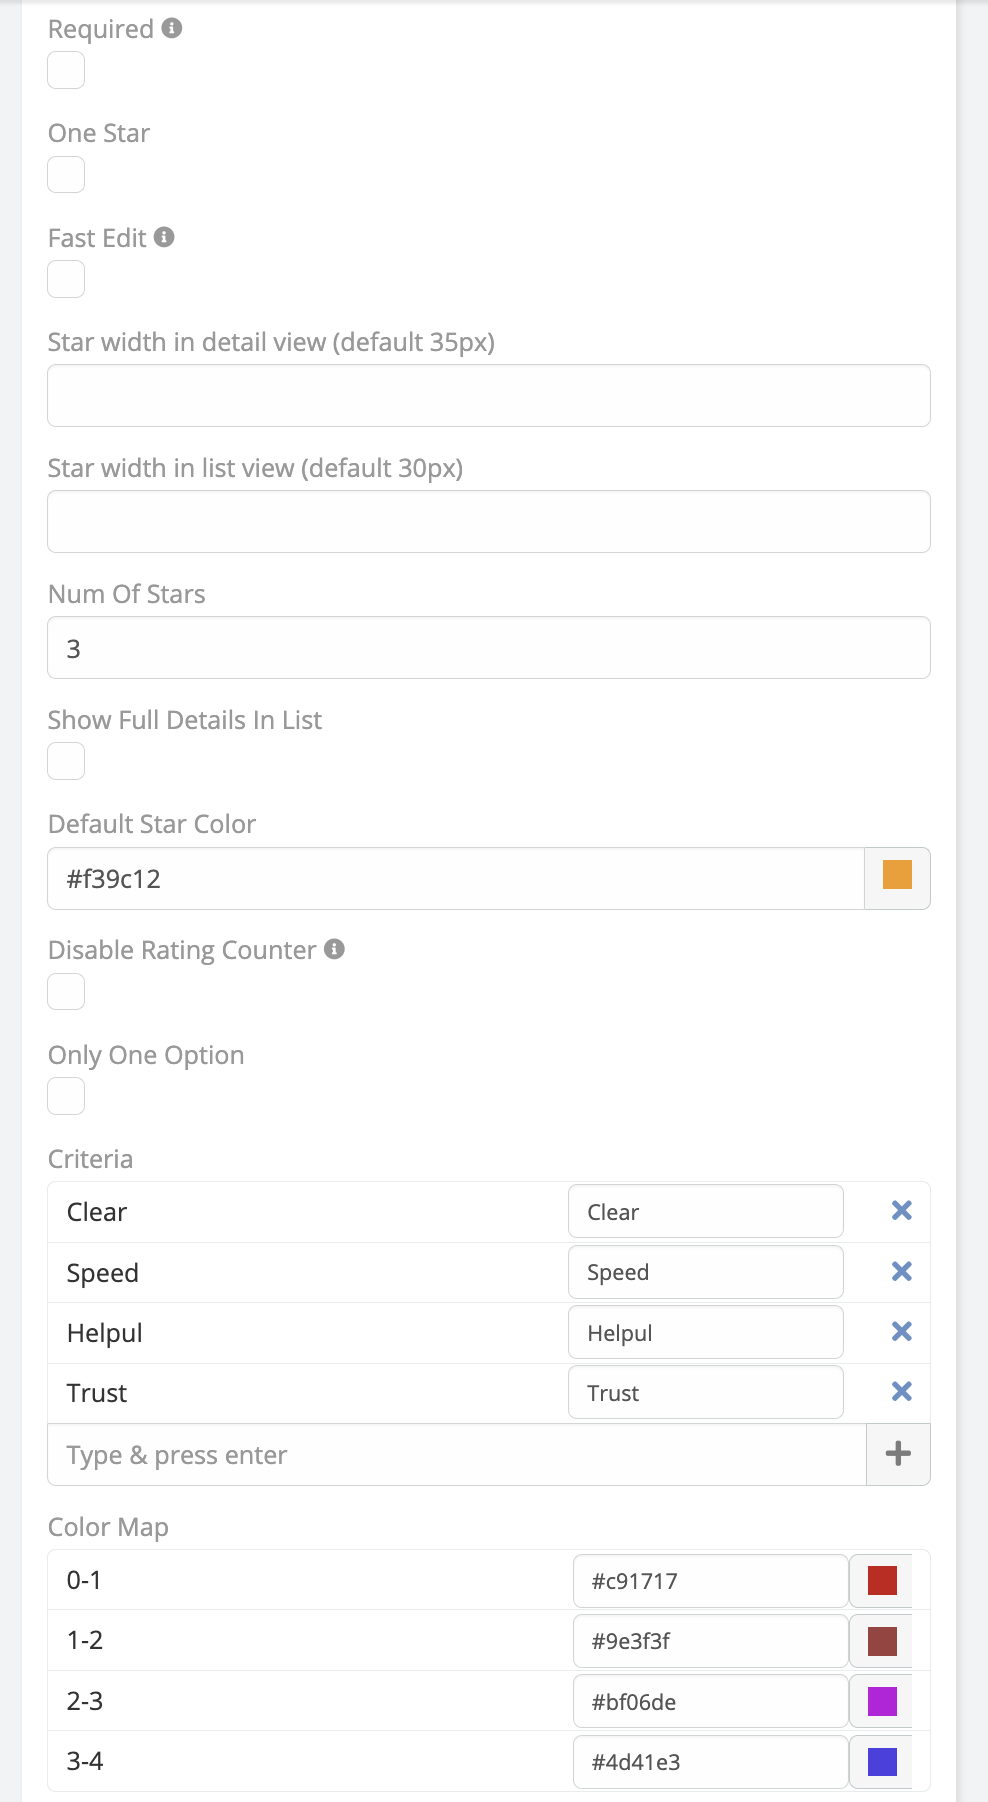 Required
One Star
Fast Edit
Star width in detail view (default 35px)
Star width in list view (default 30px)
Num Of Stars
3
Show Full Details In List
Default Star Color
#f39c12
Disable Rating Counter
Only One Option
Criteria
Clear Clear
Speed Speed
Helpul Helpul
Trust Trust
Type & press enter
Color Map
0-1 #c91717
1-2 #9e3f3f
2-3 #bf06de
3-4 #4d41e3